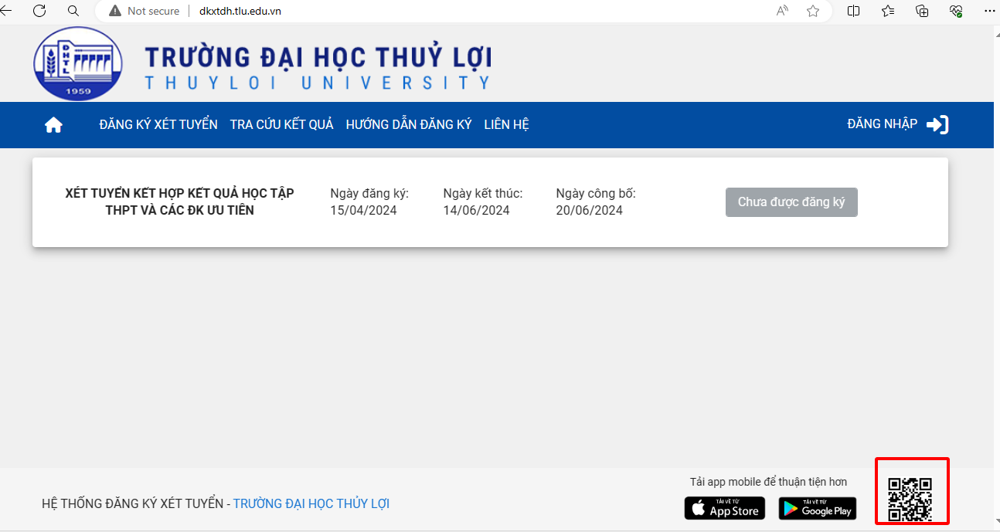 Not secure
dkxtdh.tlu.edu.vn
ĐHTL
1959
TRƯỜNG ĐẠI HỌC THUỶ LỢI
THUYLOI UNIVERSITY
ĐĂNG KÝ XÉT TUYỂN
TRA CỨU KẾT QUẢ
HƯỚNG DẪN ĐĂNG KÝ
LIÊN HỆ
ĐĂNG NHẬP
XÉT TUYỂN KẾT HỢP KẾT QUẢ HỌC TẬP
THPT VÀ CÁC ĐK ƯU TIÊN
Ngày đăng ký:
15/04/2024
Ngày kết thúc:
14/06/2024
Ngày công bố:
20/06/2024
Chưa được đăng ký
HỆ THỐNG ĐĂNG KÝ XÉT TUYỂN - TRƯỜNG ĐẠI HỌC THỦY LỢI
Tải app mobile để thuận tiện hơn
TẢI VỀ TỪ
App Store
TẢI VỀ TỪ
Google Play